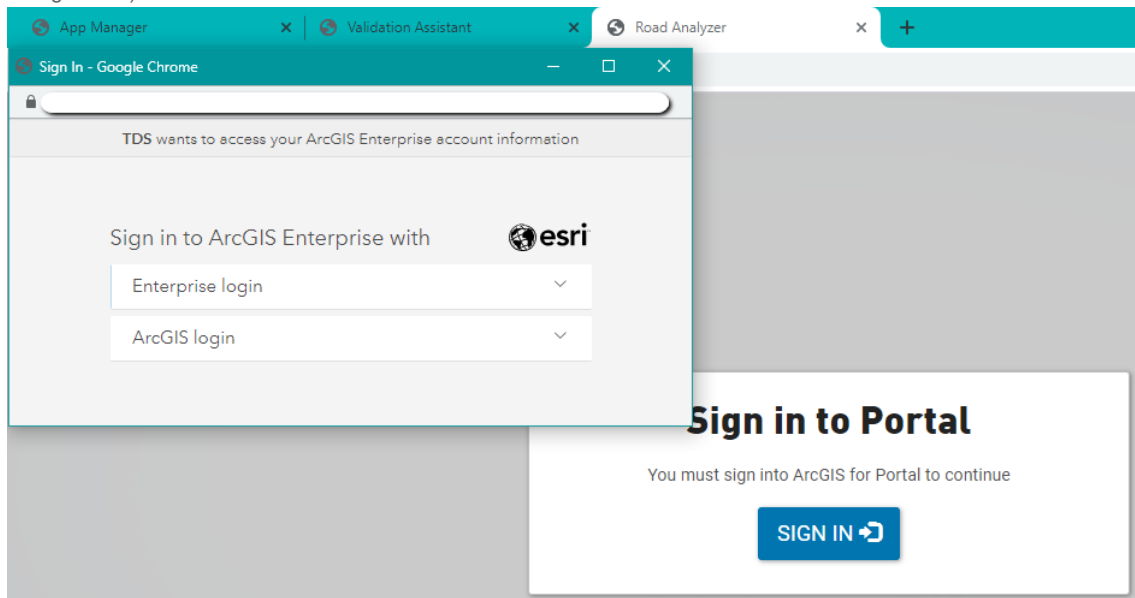 App Manager
Validation Assistant
Road Analyzer
Sign In - Google Chrome
TDS wants to access your ArcGIS Enterprise account information
Sign in to ArcGIS Enterprise with
esri
Enterprise login
ArcGIS login
Sign in to Portal
You must sign into ArcGIS for Portal to continue
SIGN IN